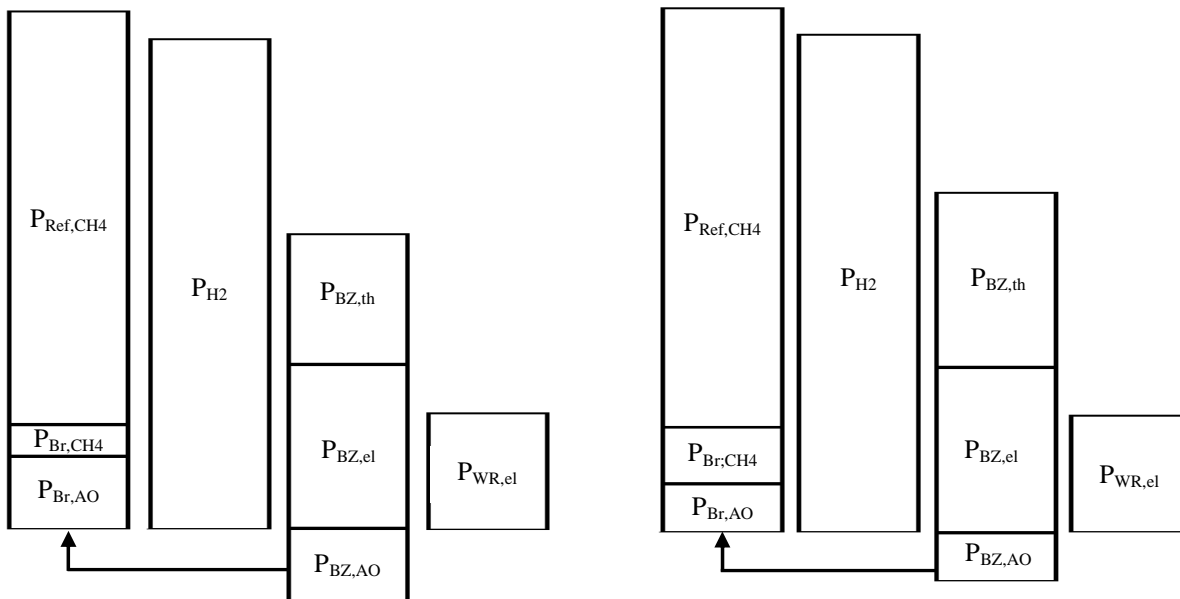 P_Ref,CH4
P_Br,CH4
P_Br,AO
P_H2
P_BZ,th
P_BZ,el
P_BZ,AO
P_WR,el
P_Ref,CH4
P_Br;CH4
P_Br,AO
P_H2
P_BZ,th
P_BZ,el
P_BZ,AO
P_WR,el